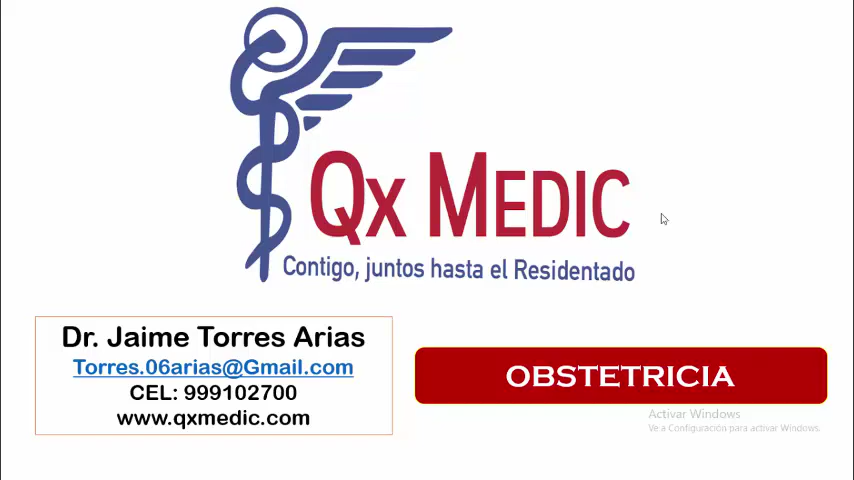 Qx MEDIC
Contigo, juntos hasta el Residentado
Dr. Jaime Torres Arias
Torres.06arias@Gmail.com
CEL: 999102700
www.qxmedic.com
OBSTETRICIA
Activar Windows
Ve a Configuración para activar Windows.